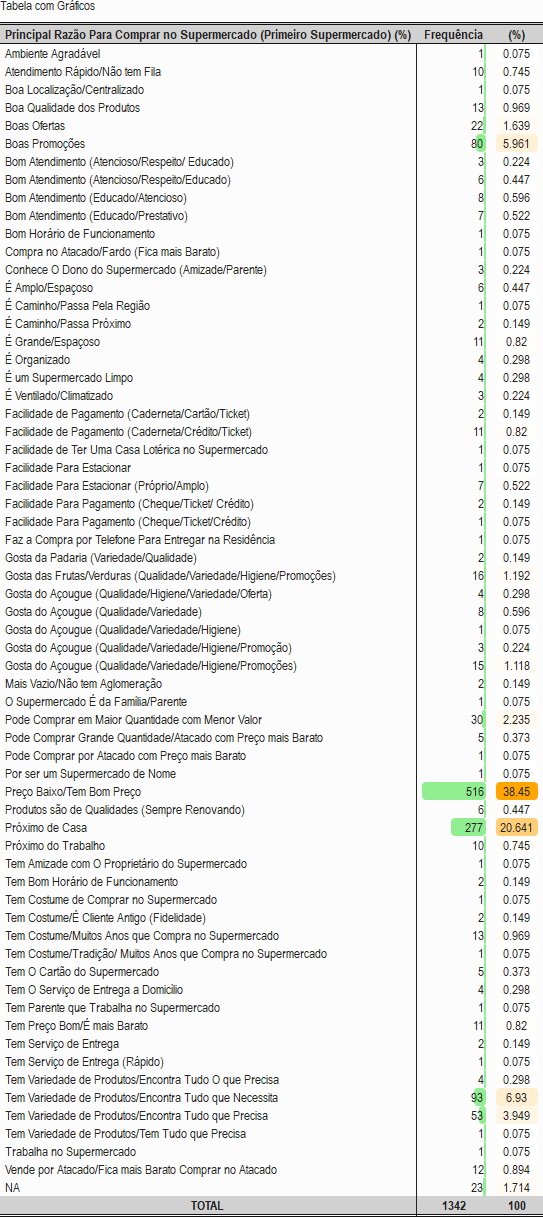 Tabela com Gráficos
Principal Razão Para Comprar no Supermercado (Primeiro Supermercado) (%) Frequência (%)
Ambiente Agradável 1 0.075
Atendimento Rápido/Não tem Fila 10 0.745
Boa Localização/Centralizado 1 0.075
Boa Qualidade dos Produtos 13 0.969
Boas Ofertas 22 1.639
Boas Promoções 80 5.961
Bom Atendimento (Atencioso/Respeito/ Educado) 3 0.224
Bom Atendimento (Atencioso/Respeito/Educado) 6 0.447
Bom Atendimento (Educado/Atencioso) 8 0.596
Bom Atendimento (Educado/Prestativo) 7 0.522
Bom Horário de Funcionamento 1 0.075
Compra no Atacado/Fardo (Fica mais Barato) 1 0.075
Conhece O Dono do Supermercado (Amizade/Parente) 3 0.224
É Amplo/Espaçoso 6 0.447
É Caminho/Passa Pela Região 1 0.075
É Caminho/Passa Próximo 2 0.149
É Grande/Espaçoso 11 0.82
É Organizado 4 0.298
É um Supermercado Limpo 4 0.298
É Ventilado/Climatizado 3 0.224
Facilidade de Pagamento (Caderneta/Cartão/Ticket) 2 0.149
Facilidade de Pagamento (Caderneta/Crédito/Ticket) 11 0.82
Facilidade de Ter Uma Casa Lotérica no Supermercado 1 0.075
Facilidade Para Estacionar 1 0.075
Facilidade Para Estacionar (Próprio/Amplo) 7 0.522
Facilidade Para Pagamento (Cheque/Ticket/ Crédito) 2 0.149
Facilidade Para Pagamento (Cheque/Ticket/Crédito) 1 0.075
Faz a Compra por Telefone Para Entregar na Residência 1 0.075
Gosta da Padaria (Variedade/Qualidade) 2 0.149
Gosta das Frutas/Verduras (Qualidade/Variedade/Higiene/Promoções) 16 1.192
Gosta do Açougue (Qualidade/Higiene/Variedade/Oferta) 4 0.298
Gosta do Açougue (Qualidade/Variedade) 8 0.596
Gosta do Açougue (Qualidade/Variedade/Higiene) 1 0.075
Gosta do Açougue (Qualidade/Variedade/Higiene/Promoção) 3 0.224
Gosta do Açougue (Qualidade/Variedade/Higiene/Promoções) 15 1.118
Mais Vazio/Não tem Aglomeração 2 0.149
O Supermercado É da Família/Parente 1 0.075
Pode Comprar em Maior Quantidade com Menor Valor 30 2.235
Pode Comprar Grande Quantidade/Atacado com Preço mais Barato 5 0.373
Pode Comprar por Atacado com Preço mais Barato 1 0.075
Por ser um Supermercado de Nome 1 0.075
Preço Baixo/Tem Bom Preço 516 38.45
Produtos são de Qualidades (Sempre Renovando) 6 0.447
Próximo de Casa 277 20.641
Próximo do Trabalho 10 0.745
Tem Amizade com O Proprietário do Supermercado 1 0.075
Tem Bom Horário de Funcionamento 2 0.149
Tem Costume de Comprar no Supermercado 1 0.075
Tem Costume/É Cliente Antigo (Fidelidade) 2 0.149
Tem Costume/Muitos Anos que Compra no Supermercado 13 0.969
Tem Costume/Tradição/ Muitos Anos que Compra no Supermercado 1 0.075
Tem O Cartão do Supermercado 5 0.373
Tem O Serviço de Entrega a Domicílio 4 0.298
Tem Parente que Trabalha no Supermercado 1 0.075
Tem Preço Bom/É mais Barato 11 0.82
Tem Serviço de Entrega 2 0.149
Tem Serviço de Entrega (Rápido) 1 0.075
Tem Variedade de Produtos/Encontra Tudo O que Precisa 4 0.298
Tem Variedade de Produtos/Encontra Tudo que Necessita 93 6.93
Tem Variedade de Produtos/Encontra Tudo que Precisa 53 3.949
Tem Variedade de Produtos/Tem Tudo que Precisa 1 0.075
Trabalha no Supermercado 1 0.075
Vende por Atacado/Fica mais Barato Comprar no Atacado 12 0.894
NA 23 1.714
TOTAL 1342 100